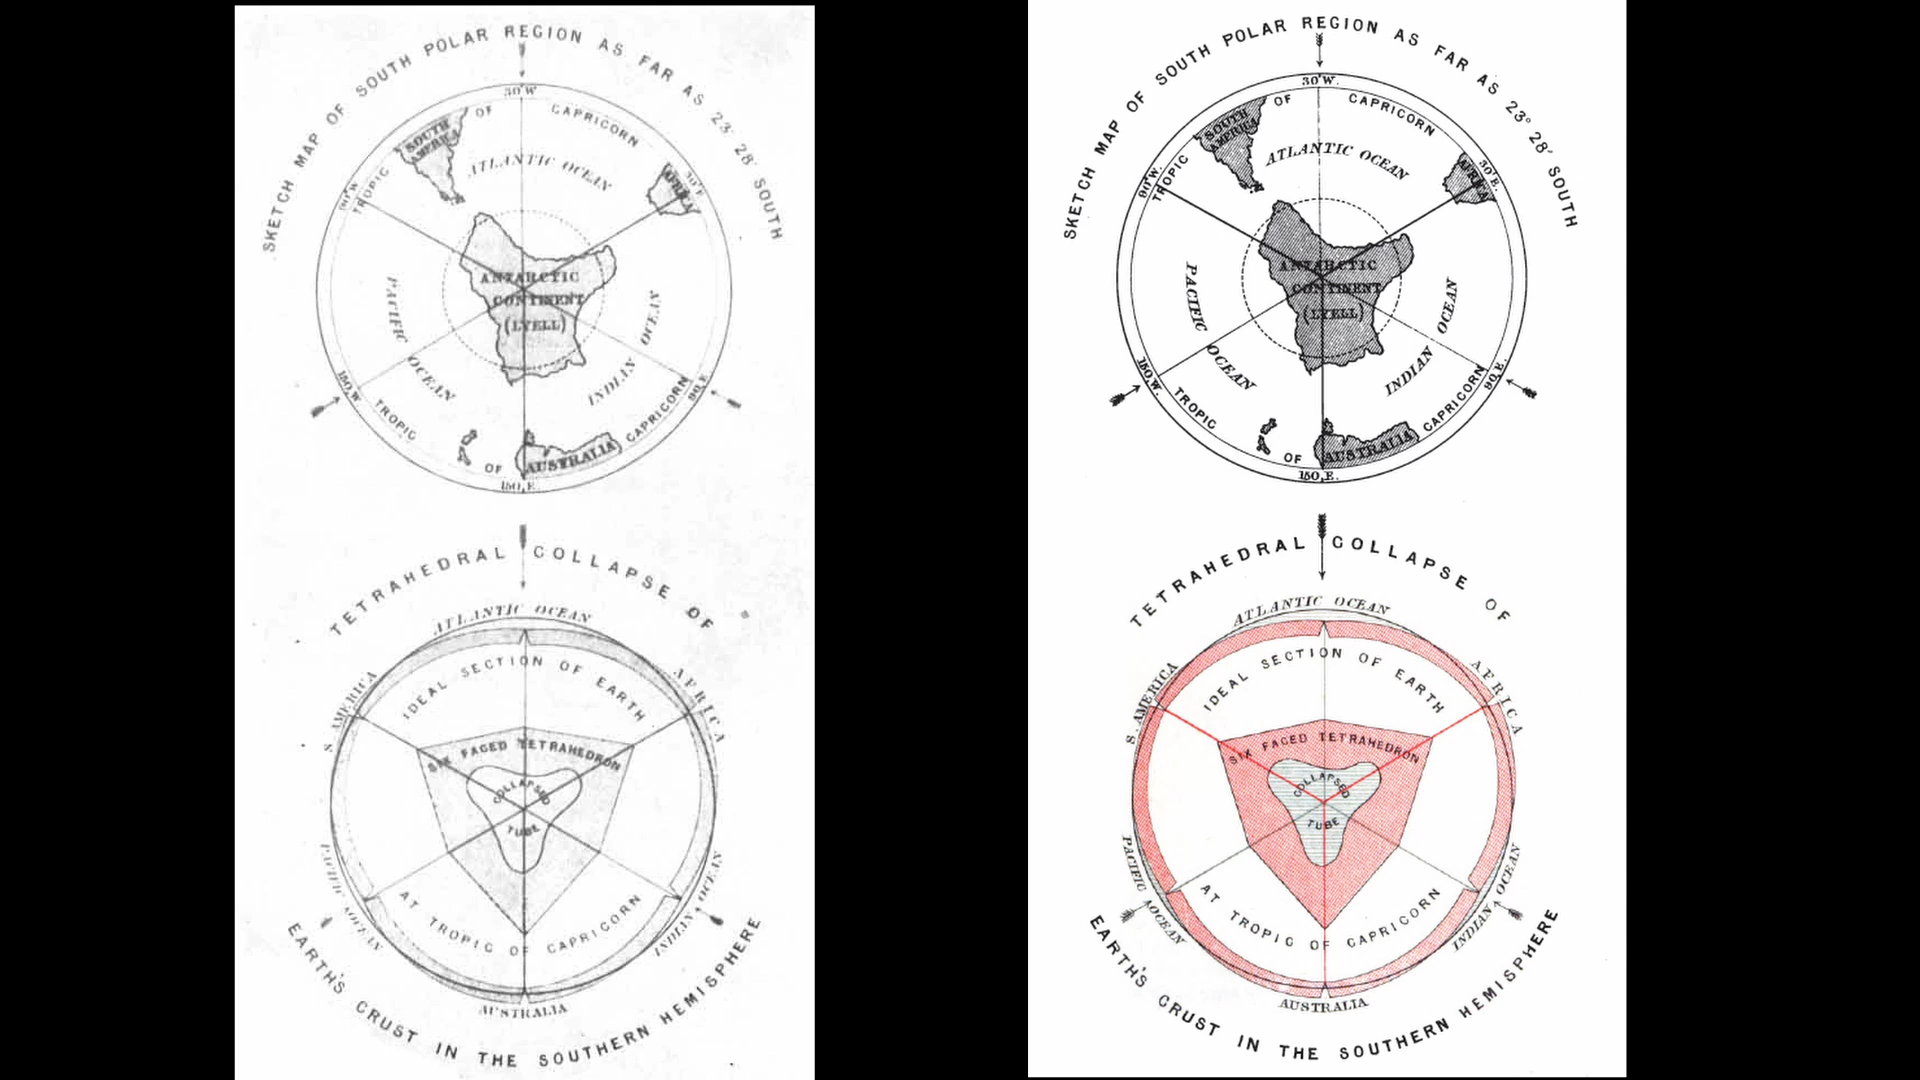 SKETCH MAP OF SOUTH POLAR REGION AS FAR AS 23° 28' SOUTH
30°W
OF CAPRICORN
SOUTH AMERICA
TROPIC
ATLANTIC OCEAN
AFRICA
30°E.
90°W.
ANTARCTIC
CONTINENT
(LYELL)
PACIFIC OCEAN
INDIAN OCEAN
150,W.
90,E.
TROPIC
OF
CAPRICORN
AUSTRALIA
150,E.
TETRAHEDRAL COLLAPSE OF
ATLANTIC OCEAN
S. AMERICA
AFRICA
IDEAL SECTION OF EARTH
SIX FACED TETRAHEDRON
COLLAPSED
TUBE
PACIFIC OCEAN
INDIAN OCEAN
AT TROPIC OF CAPRICORN
AUSTRALIA
EARTH'S CRUST IN THE SOUTHERN HEMISPHERE
SKETCH MAP OF SOUTH POLAR REGION AS FAR AS 23° 28' SOUTH
30°W.
OF CAPRICORN
SOUTH AMERICA
TROPIC
ATLANTIC OCEAN
AFRICA
30°E.
90°W.
ANTARCTIC
CONTINENT
(LYELL)
PACIFIC OCEAN
INDIAN OCEAN
150,W.
90,E.
TROPIC
OF
CAPRICORN
AUSTRALIA
150,E.
TETRAHEDRAL COLLAPSE OF
ATLANTIC OCEAN
S. AMERICA
AFRICA
IDEAL SECTION OF EARTH
SIX FACED TETRAHEDRON
COLLAPSED
TUBE
PACIFIC OCEAN
INDIAN OCEAN
AT TROPIC OF CAPRICORN
AUSTRALIA
EARTH'S CRUST IN THE SOUTHERN HEMISPHERE